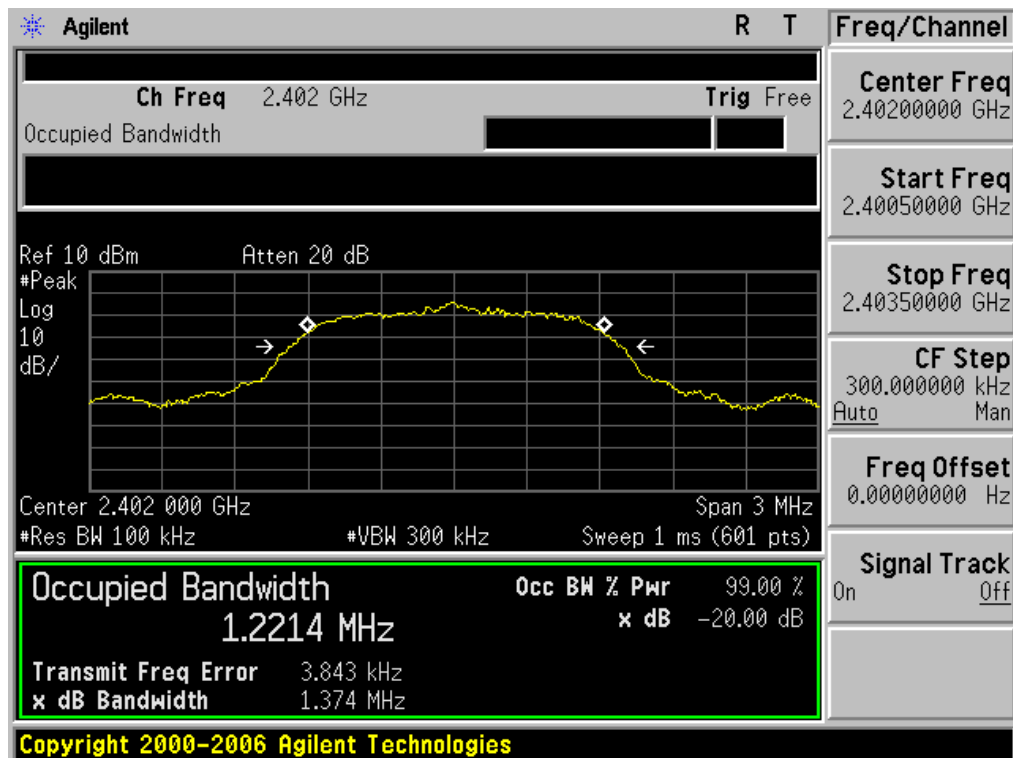 Agilent R T Freq/Channel
Ch Freq 2.402 GHz Trig Free
Occupied Bandwidth
Center Freq
2.40200000 GHz
Start Freq
2.40050000 GHz
Stop Freq
2.40350000 GHz
CF Step
300.000000 kHz
Auto Man
Freq Offset
0.00000000 Hz
Signal Track
On Off
Ref 10 dBm Atten 20 dB
#Peak
Log
10
dB/
Center 2.402 000 GHz Span 3 MHz
#Res BW 100 kHz #VBW 300 kHz Sweep 1 ms (601 pts)
Occupied Bandwidth
1.2214 MHz
Occ BW % Pwr 99.00 %
x dB -20.00 dB
Transmit Freq Error 3.843 kHz
x dB Bandwidth 1.374 MHz
Copyright 2000-2006 Agilent Technologies